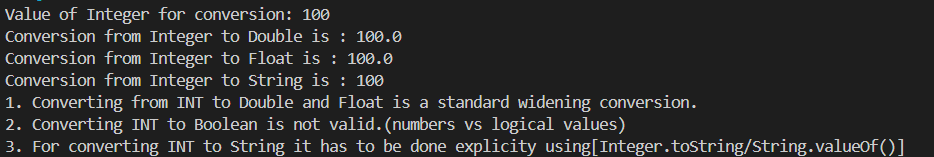 Value of Integer for conversion: 100
Conversion from Integer to Double is : 100.0
Conversion from Integer to Float is : 100.0
Conversion from Integer to String is : 100
1. Converting from INT to Double and Float is a standard widening conversion.
2. Converting INT to Boolean is not valid.(numbers vs logical values)
3. For converting INT to String it has to be done explicity using[Integer.toString/String.valueOf()]